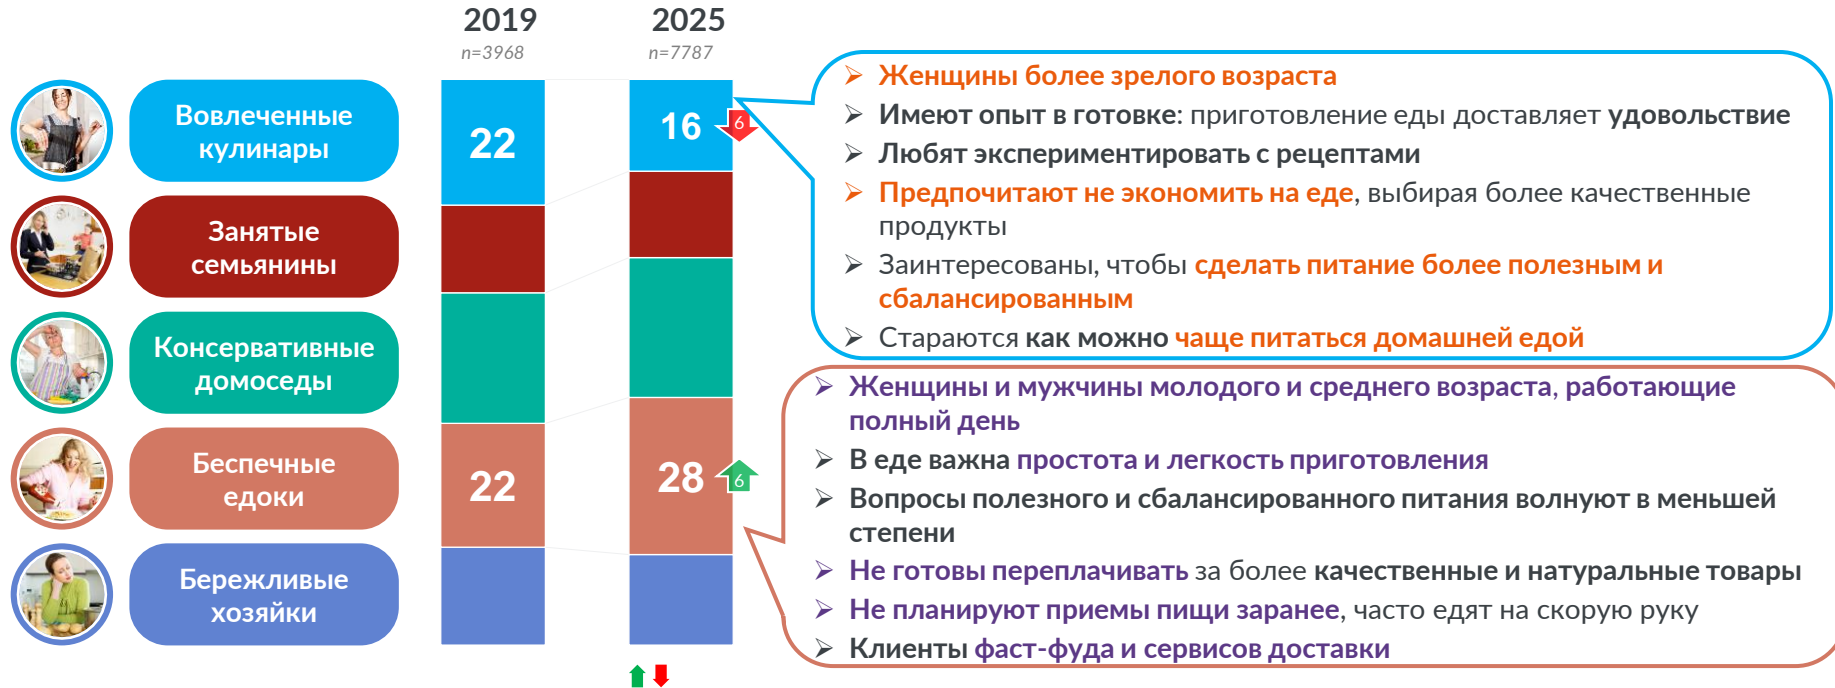 2019
2025
n=3968
n=7787
Вовлеченные
кулинары
22
16
6
Занятые
семьянины
Консервативные
домоседы
Беспечные
едоки
22
28
6
Бережливые
хозяйки
Женщины более зрелого возраста
Имеют опыт в готовке: приготовление еды доставляет удовольствие
Любят экспериментировать с рецептами
Предпочитают не экономить на еде, выбирая более качественные
продукты
Заинтересованы, чтобы сделать питание более полезным и
сбалансированным
Стараются как можно чаще питаться домашней едой
Женщины и мужчины молодого и среднего возраста, работающие
полный день
В еде важна простота и легкость приготовления
Вопросы полезного и сбалансированного питания волнуют в меньшей
степени
Не готовы переплачивать за более качественные и натуральные товары
Не планируют приемы пищи заранее, часто едят на скорую руку
Клиенты фаст-фуда и сервисов доставки